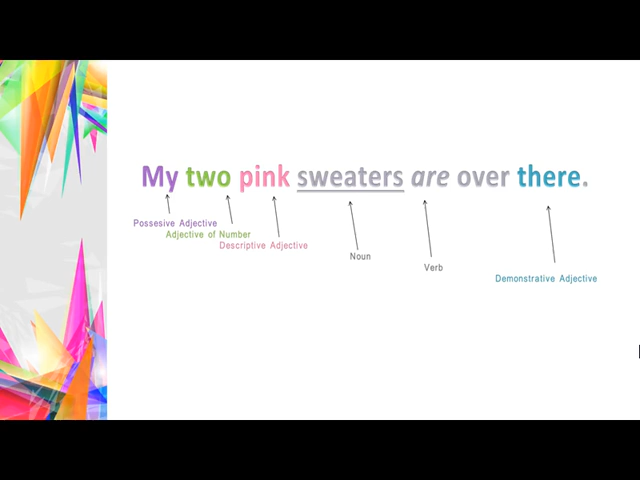 My two pink sweaters are over there.
Possesive Adjective
Adjective of Number
Descriptive Adjective
Noun
Verb
Demonstrative Adjective